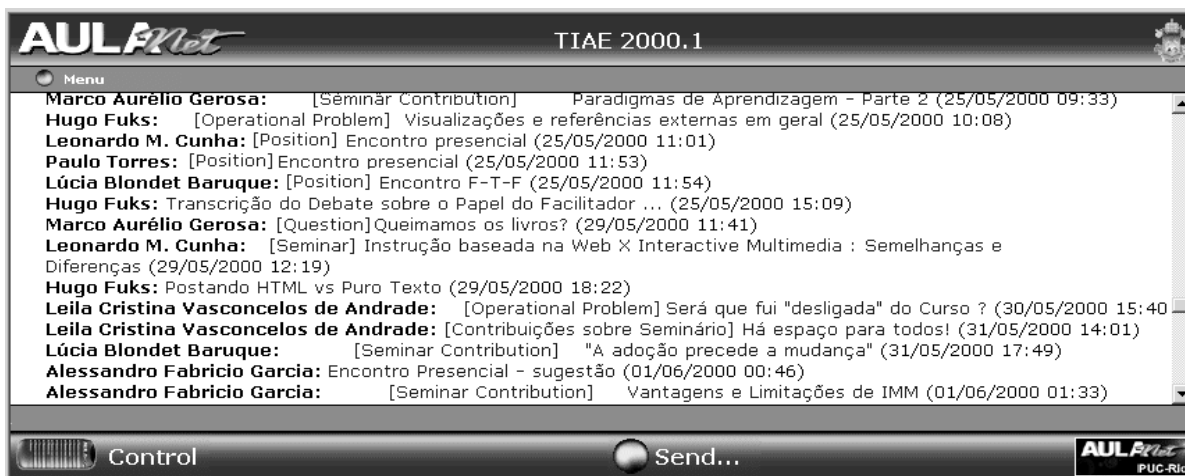 AULANet
TIAE 2000.1
Menu
Marco Aurélio Gerosa: [Seminar Contribution] Paradigmas de Aprendizagem - Parte 2 (25/05/2000 09:33)
Hugo Fuks: [Operational Problem] Visualizações e referências externas em geral (25/05/2000 10:08)
Leonardo M. Cunha: [Position] Encontro presencial (25/05/2000 11:01)
Paulo Torres: [Position] Encontro presencial (25/05/2000 11:53)
Lúcia Blondet Baruque: [Position] Encontro F-T-F (25/05/2000 11:54)
Hugo Fuks: Transcrição do Debate sobre o Papel do Facilitador ... (25/05/2000 15:09)
Marco Aurélio Gerosa: [Question] Queimamos os livros? (29/05/2000 11:41)
Leonardo M. Cunha: [Seminar] Instrução baseada na Web X Interactive Multimedia : Semelhanças e
Diferenças (29/05/2000 12:19)
Hugo Fuks: Postando HTML vs Puro Texto (29/05/2000 18:22)
Leila Cristina Vasconcelos de Andrade: [Operational Problem] Será que fui "desligada" do Curso ? (30/05/2000 15:40
Leila Cristina Vasconcelos de Andrade: [Contribuições sobre Seminário] Há espaço para todos! (31/05/2000 14:01)
Lúcia Blondet Baruque: [Seminar Contribution] "A adoção precede a mudança" (31/05/2000 17:49)
Alessandro Fabricio Garcia: Encontro Presencial - sugestão (01/06/2000 00:46)
Alessandro Fabricio Garcia: [Seminar Contribution] Vantagens e Limitações de IMM (01/06/2000 01:33)
Control
Send...
AULANet
PUC-Rio